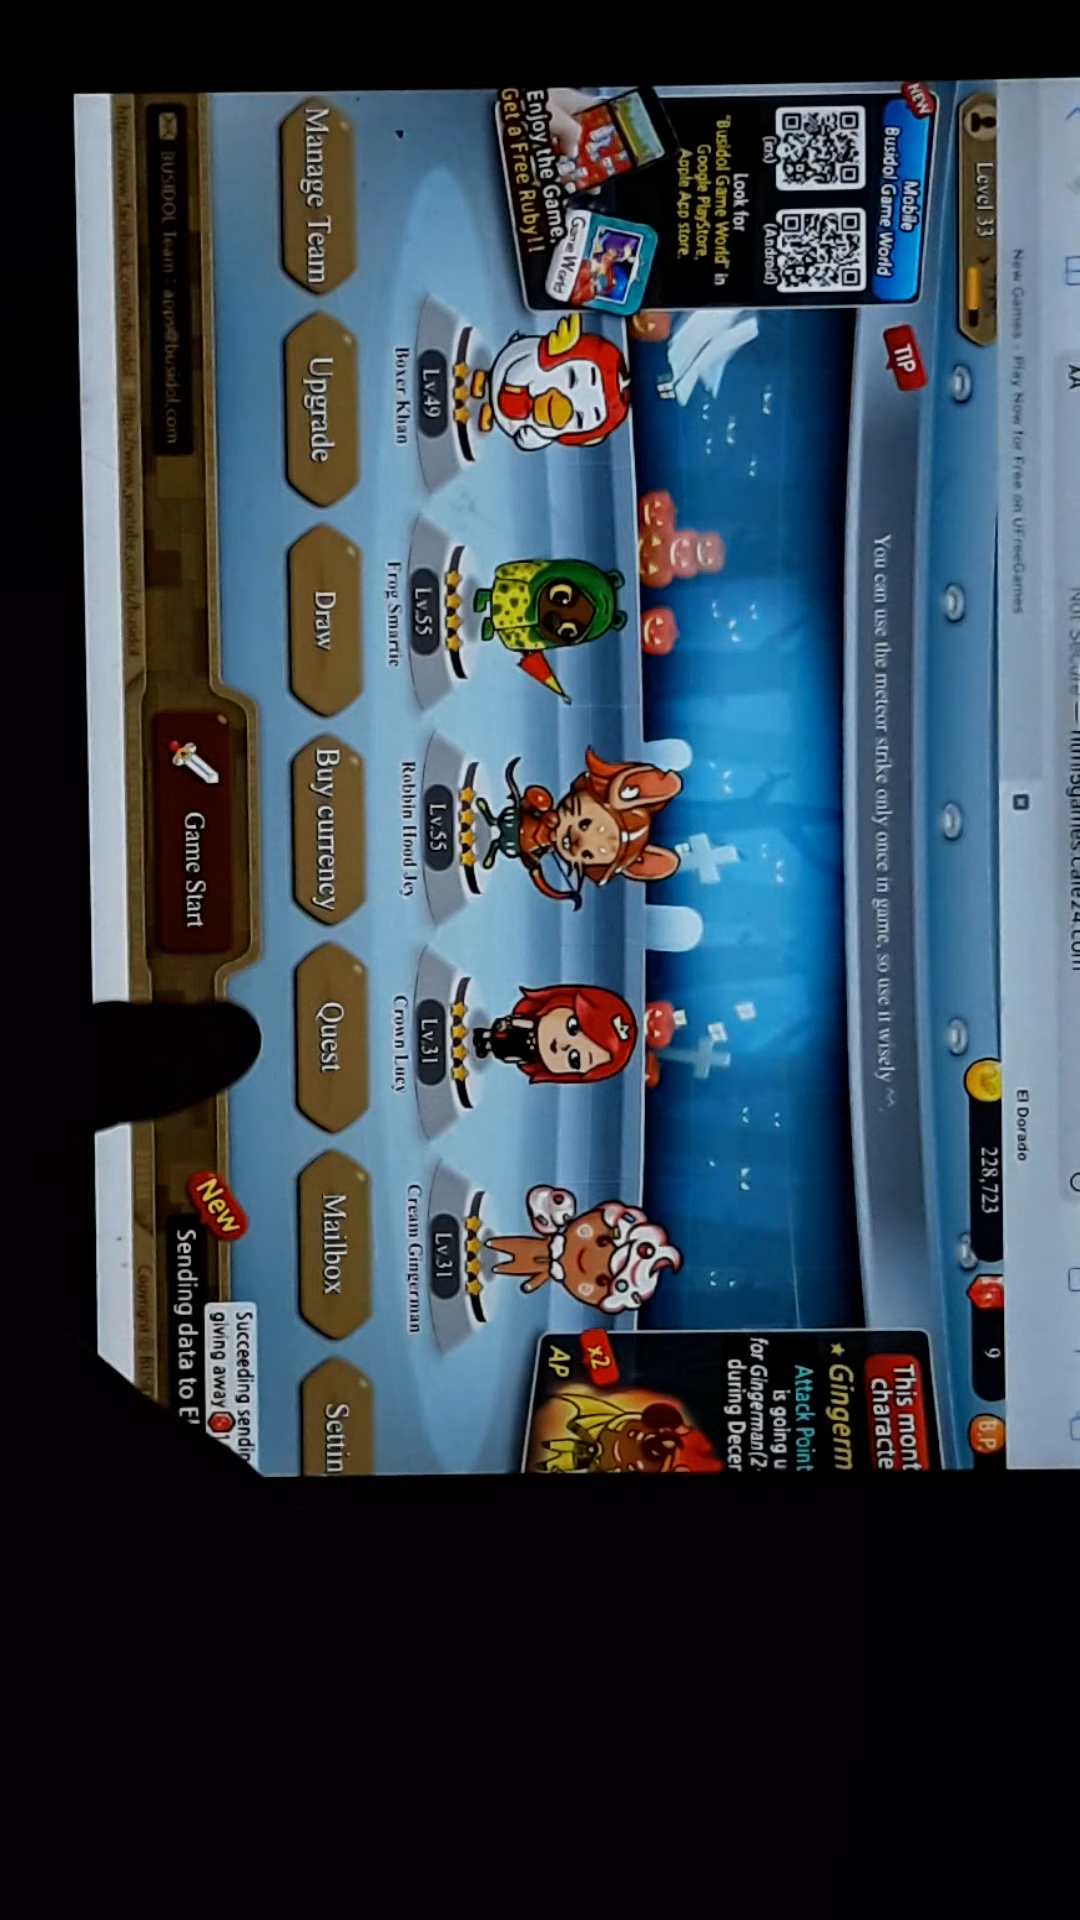 Not Secure — html5games.cafe24.com
New Games - Play Now for Free on UFreeGames
El Dorado
Level 33
228,723
9
B.P
NEW
Mobile
Busidol Game World
(ios)
(Android)
Look for
"Busidol Game World" in
Google PlayStore,
Apple App store.
Game World
Enjoy the Game,
Get a Free Ruby!!
TIP
You can use the meteor strike only once in game, so use it wisely ^^
This mont
characte
★ Gingerm
Attack Point
is going u
for Gingerman(2
during Decer
x2
AP
Lv.49
Boxer Khan
Lv.55
Frog Smartie
Lv.55
Robbin Hood Jey
Lv.31
Crown Lucy
Lv.31
Cream Gingerman
Manage Team
Upgrade
Draw
Buy currency
Quest
Mailbox
Settin
Succeeding sendin
giving away
New
Sending data to E
BUSIDOL Team : apps@busidol.com
Game Start
Copyright ©